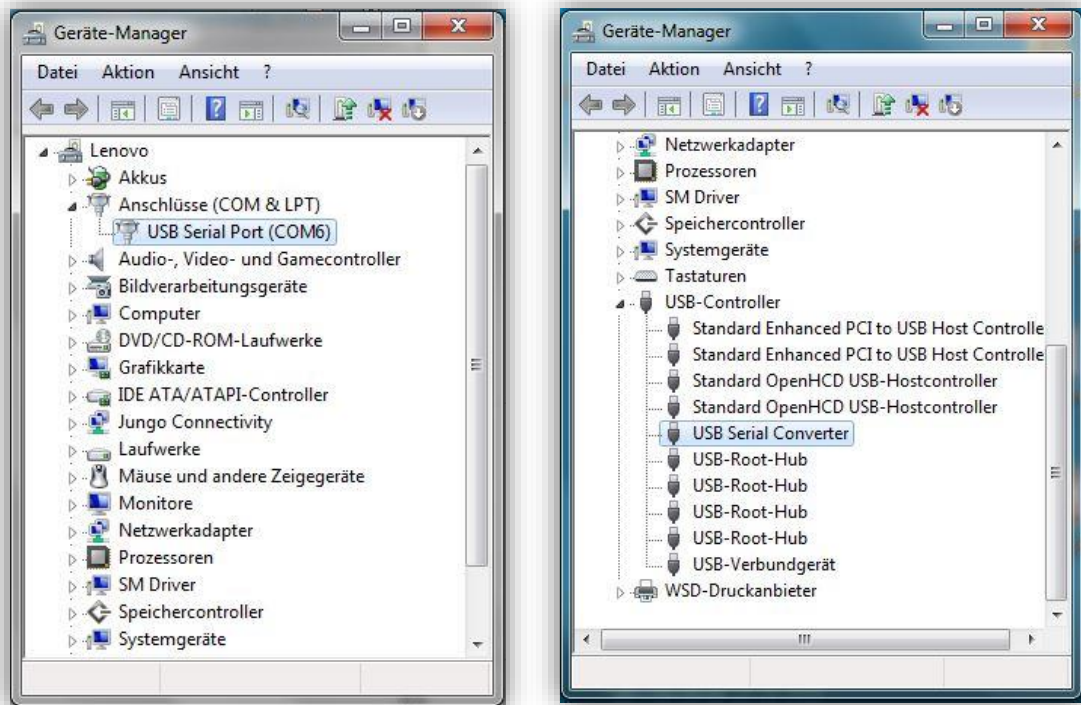 Geräte-Manager
Datei Aktion Ansicht ?
Lenovo
Akkus
Anschlüsse (COM & LPT)
USB Serial Port (COM6)
Audio-, Video- und Gamecontroller
Bildverarbeitungsgeräte
Computer
DVD/CD-ROM-Laufwerke
Grafikkarte
IDE ATA/ATAPI-Controller
Jungo Connectivity
Laufwerke
Mäuse und andere Zeigegeräte
Monitore
Netzwerkadapter
Prozessoren
SM Driver
Speichercontroller
Systemgeräte
Geräte-Manager
Datei Aktion Ansicht ?
Netzwerkadapter
Prozessoren
SM Driver
Speichercontroller
Systemgeräte
Tastaturen
USB-Controller
Standard Enhanced PCI to USB Host Controlle
Standard Enhanced PCI to USB Host Controlle
Standard OpenHCD USB-Hostcontroller
Standard OpenHCD USB-Hostcontroller
USB Serial Converter
USB-Root-Hub
USB-Root-Hub
USB-Root-Hub
USB-Root-Hub
USB-Verbundgerät
WSD-Druckanbieter